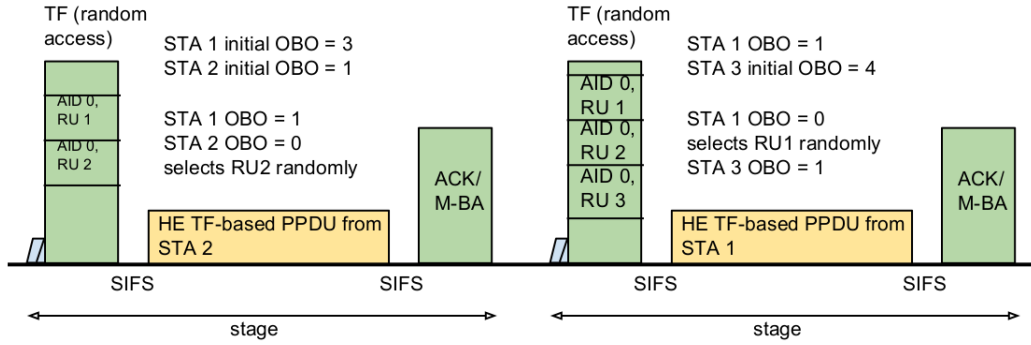 TF (random
access)
STA 1 initial OBO = 3
STA 2 initial OBO = 1
STA 1 OBO = 1
STA 2 OBO = 0
selects RU2 randomly
AID 0,
RU 1
AID 0,
RU 2
HE TF-based PPDU from
STA 2
ACK/
M-BA
SIFS
SIFS
stage
TF (random
access)
STA 1 OBO = 1
STA 3 initial OBO = 4
STA 1 OBO = 0
selects RU1 randomly
STA 3 OBO = 1
AID 0,
RU 1
AID 0,
RU 2
AID 0,
RU 3
HE TF-based PPDU from
STA 1
ACK/
M-BA
SIFS
SIFS
stage